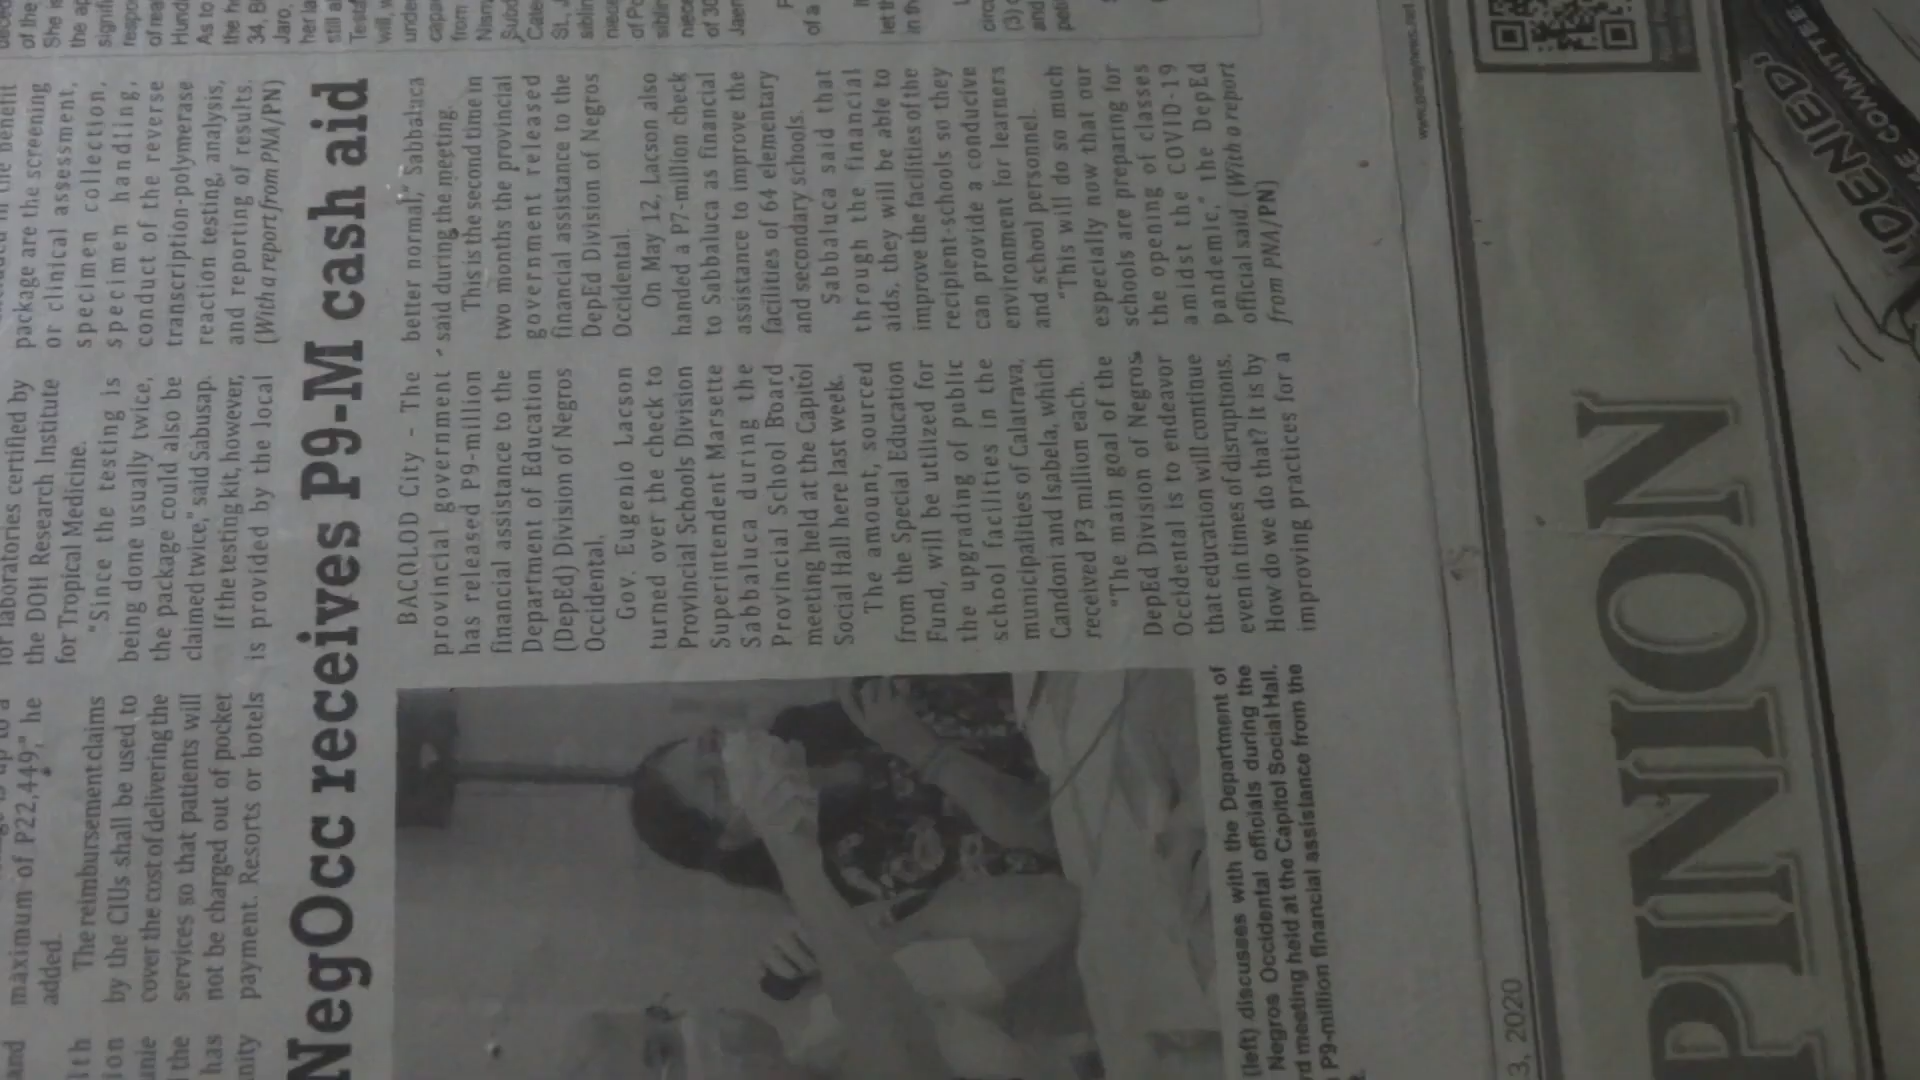 maximum of P22,449," he
added.
The reimbursement claims
by the CIUs shall be used to
cover the cost of delivering the
services so that patients will
not be charged out of pocket
payment. Resorts or hotels
for laboratories certified by
the DOH Research Institute
for Tropical Medicine.
"Since the testing is
being done usually twice,
the package could also be
claimed twice," said Sabusap.
If the testing kit, however,
is provided by the local
package are the screening
or clinical assessment,
specimen collection,
specimen handling,
conduct of the reverse
transcription-polymerase
reaction testing, analysis,
and reporting of results.
(With a report from PNA/PN)
NegOcc receives P9-M cash aid
BACOLOD City – The
provincial government
has released P9-million
financial assistance to the
Department of Education
(DepEd) Division of Negros
Occidental.
Gov. Eugenio Lacson
turned over the check to
Provincial Schools Division
Superintendent Marsette
Sabbaluca during the
Provincial School Board
meeting held at the Capitol
Social Hall here last week.
The amount, sourced
from the Special Education
Fund, will be utilized for
the upgrading of public
school facilities in the
municipalities of Calatrava,
Candoni and Isabela, which
received P3 million each.
"The main goal of the
DepEd Division of Negros
Occidental is to endeavor
that education will continue
even in times of disruptions.
How do we do that? It is by
improving practices for a
better normal," Sabbaluca
said during the meeting.
This is the second time in
two months the provincial
government released
financial assistance to the
DepEd Division of Negros
Occidental.
On May 12, Lacson also
handed a P7-million check
to Sabbaluca as financial
assistance to improve the
facilities of 64 elementary
and secondary schools.
Sabbaluca said that
through the financial
aids, they will be able to
improve the facilities of the
recipient-schools so they
can provide a conducive
environment for learners
and school personnel.
"This will do so much
especially now that our
schools are preparing for
the opening of classes
amidst the COVID-19
pandemic," the DepEd
official said. (With a report
from PNA/PN)
(left) discusses with the Department of
Negros Occidental officials during the
meeting held at the Capitol Social Hall.
P9-million financial assistance from the
3, 2020
PINION
www.panaynews.net
DENIED!
COMMITTEE